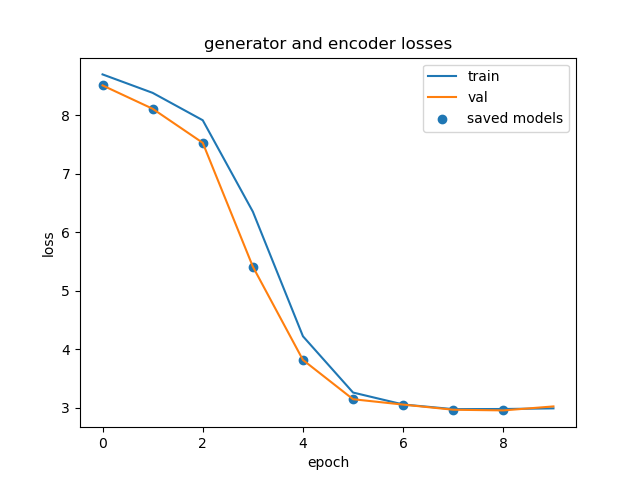 generator and encoder losses
train
val
saved models
8
7
6
5
4
3
loss
0
2
4
6
8
epoch